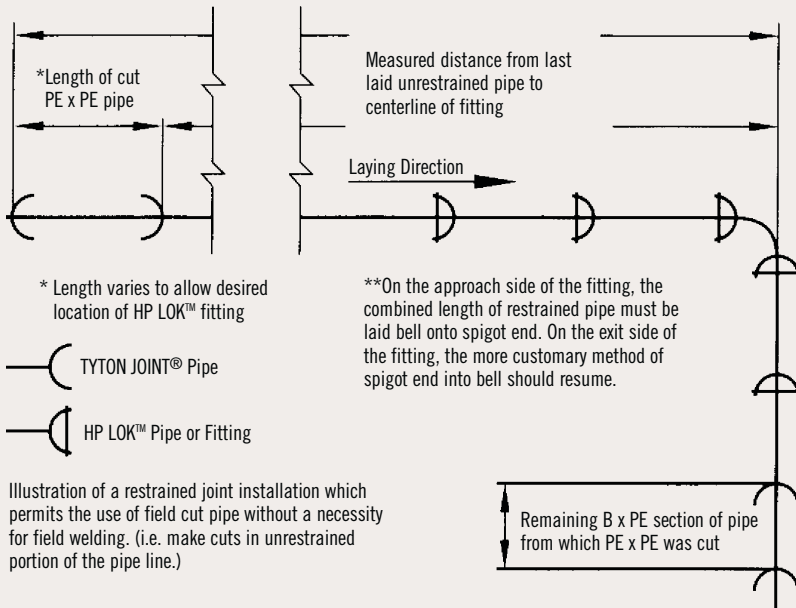 Measured distance from last
laid unrestrained pipe to
centerline of fitting
*Length of cut
PE x PE pipe
Laying Direction
* Length varies to allow desired
location of HP LOK™ fitting
**On the approach side of the fitting, the
combined length of restrained pipe must be
laid bell onto spigot end. On the exit side of
the fitting, the more customary method of
spigot end into bell should resume.
TYTON JOINT® Pipe
HP LOK™ Pipe or Fitting
Illustration of a restrained joint installation which
permits the use of field cut pipe without a necessity
for field welding. (i.e. make cuts in unrestrained
portion of the pipe line.)
Remaining B x PE section of pipe
from which PE x PE was cut